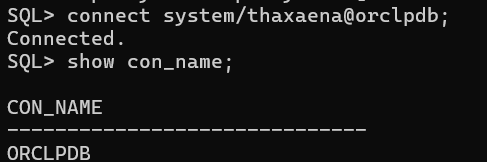 SQL> connect system/thaxaena@orclpdb;
Connected.
SQL> show con_name;
CON_NAME
------------------------------
ORCLPDB